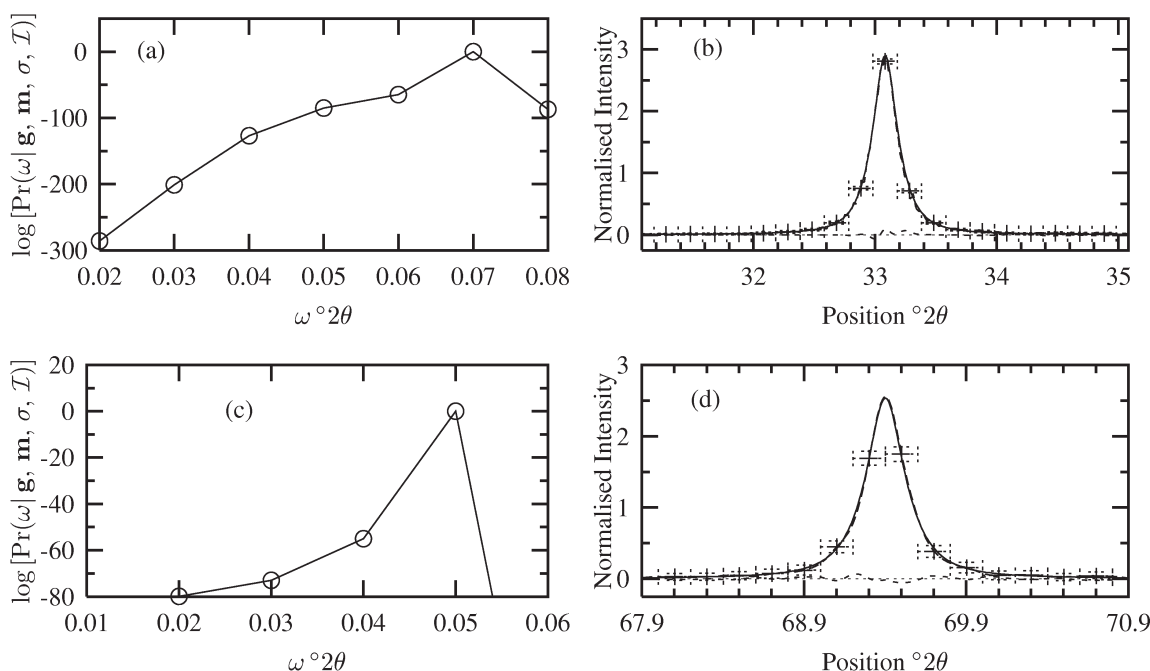 log [Pr(ω| g, m, σ, ℐ)]
0
-100
-200
-300
(a)
0.02 0.03 0.04 0.05 0.06 0.07 0.08
ω °2θ
Normalised Intensity
3
2
1
0
(b)
32 33 34 35
Position °2θ
log [Pr(ω| g, m, σ, ℐ)]
20
0
-20
-40
-60
-80
(c)
0.01 0.02 0.03 0.04 0.05 0.06
ω °2θ
Normalised Intensity
3
2
1
0
(d)
67.9 68.9 69.9 70.9
Position °2θ